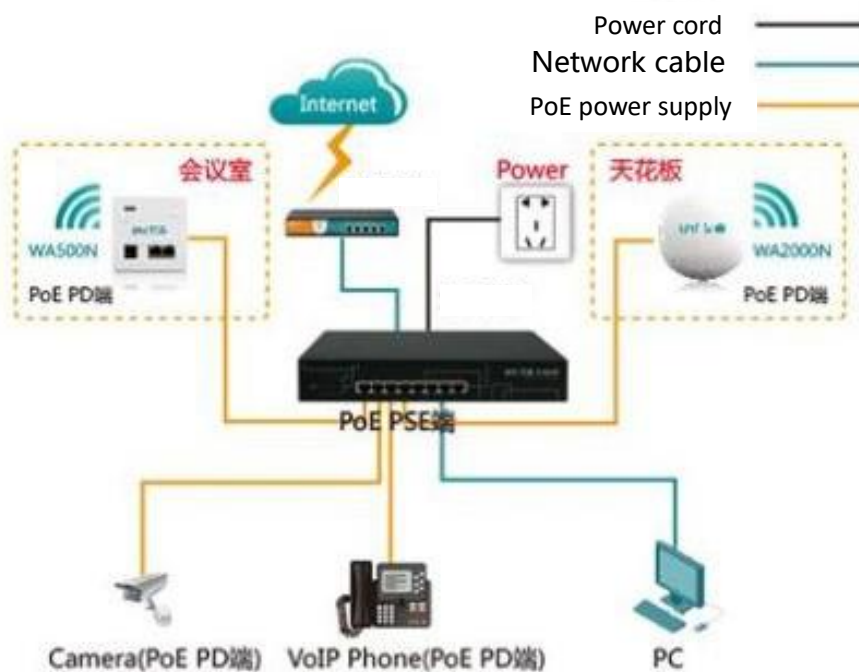 Power cord
Network cable
PoE power supply
Internet
会议室
Power
天花板
WA500N
WA2000N
PoE PD端
PoE PD端
PoE PSE端
Camera(PoE PD端)
VoIP Phone(PoE PD端)
PC